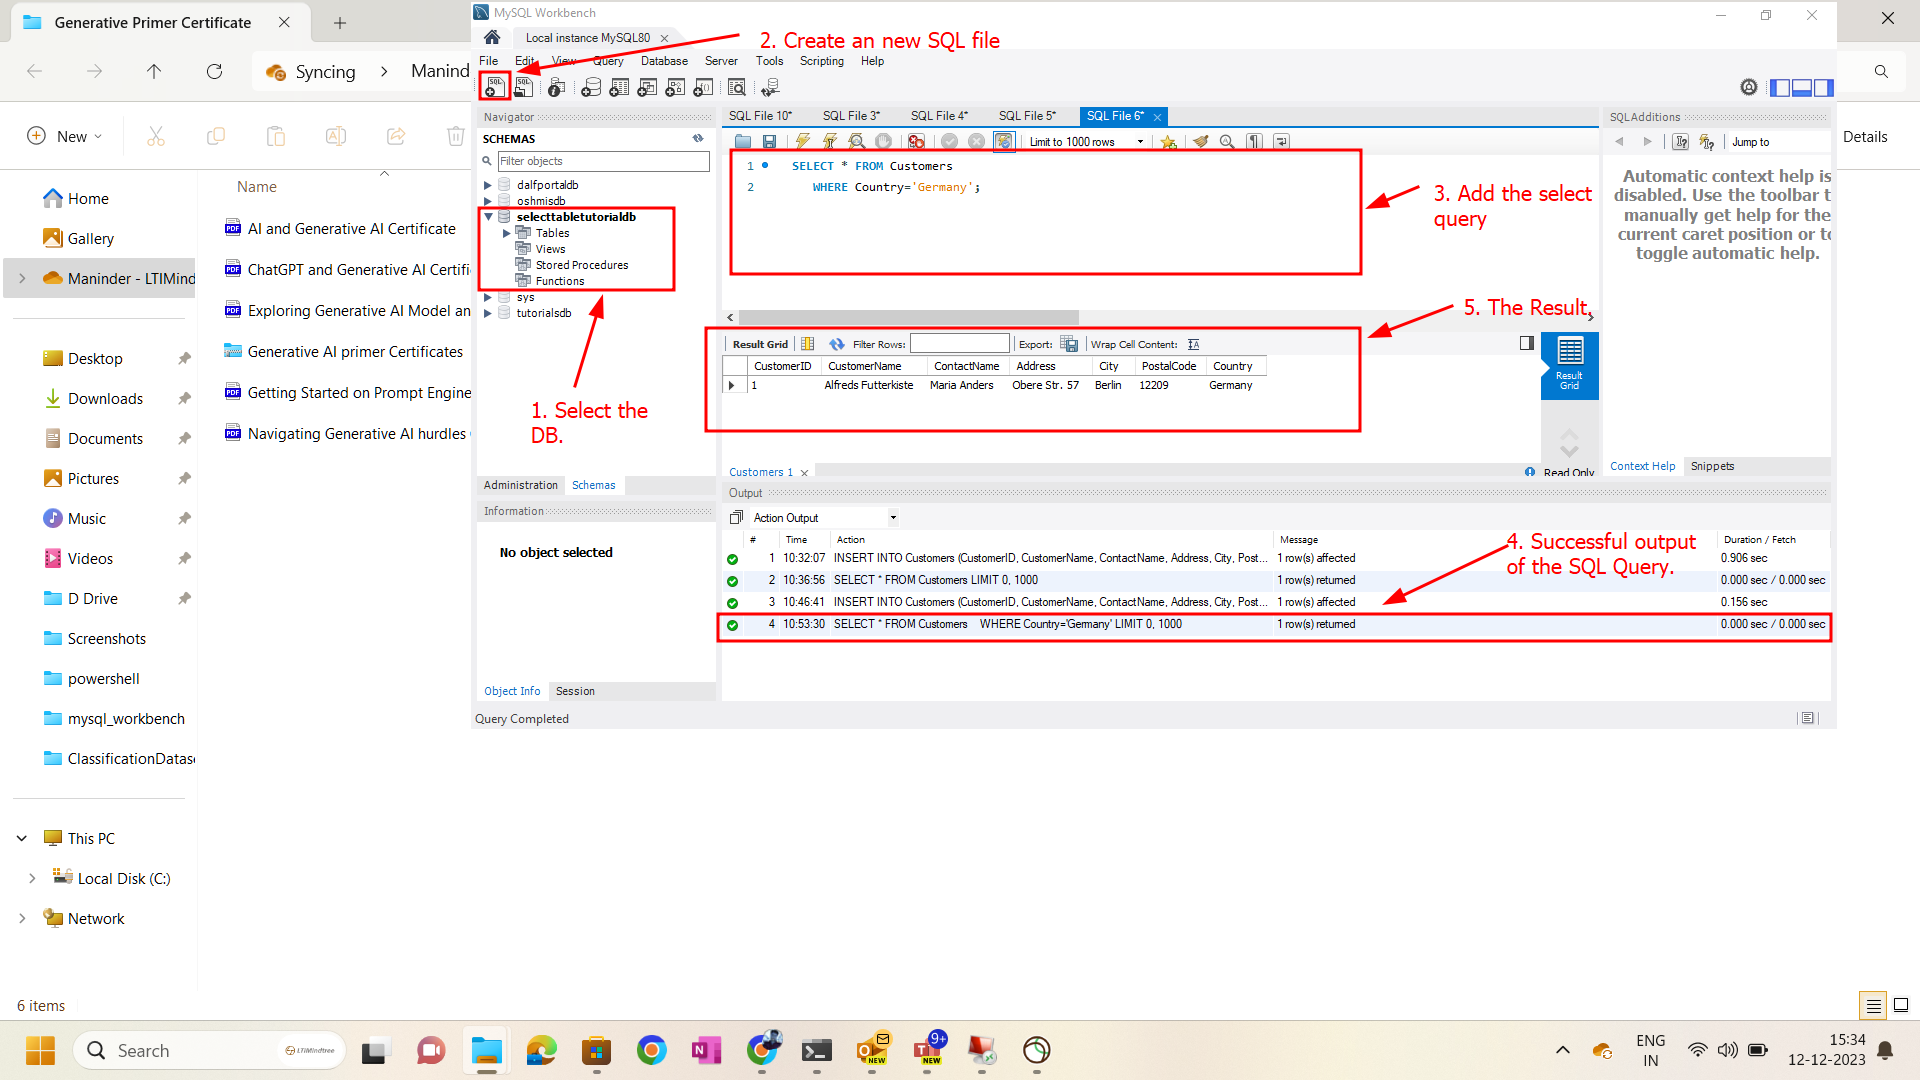 Generative Primer Certificate
Syncing
Manind
New
Details
Home
Gallery
Maninder - LTIMind
Desktop
Downloads
Documents
Pictures
Music
Videos
D Drive
Screenshots
powershell
mysql_workbench
ClassificationDatas
This PC
Local Disk (C:)
Network
6 items
Name
AI and Generative AI Certificate
ChatGPT and Generative AI Certifi
Exploring Generative AI Model an
Generative AI primer Certificates
Getting Started on Prompt Engine
Navigating Generative AI hurdles
MySQL Workbench
Local instance MySQL80
2. Create an new SQL file
File Edit View Query Database Server Tools Scripting Help
Navigator
SCHEMAS
Filter objects
dalfportaldb
oshmisdb
selecttabletutorialdb
Tables
Views
Stored Procedures
Functions
sys
tutorialsdb
1. Select the
DB.
Administration Schemas
Information
No object selected
Object Info Session
Query Completed
SQL File 10* SQL File 3* SQL File 4* SQL File 5* SQL File 6*
Limit to 1000 rows
1 SELECT * FROM Customers
2 WHERE Country='Germany';
3. Add the select
query
5. The Result.
Result Grid Filter Rows: Export: Wrap Cell Content:
CustomerID CustomerName ContactName Address City PostalCode Country
1 Alfreds Futterkiste Maria Anders Obere Str. 57 Berlin 12209 Germany
Result
Grid
Customers 1
Read Only
SQLAdditions
Jump to
Automatic context help is
disabled. Use the toolbar t
manually get help for the
current caret position or to
toggle automatic help.
Context Help Snippets
Output
Action Output
# Time Action Message Duration / Fetch
1 10:32:07 INSERT INTO Customers (CustomerID, CustomerName, ContactName, Address, City, Post... 1 row(s) affected 0.906 sec
2 10:36:56 SELECT * FROM Customers LIMIT 0, 1000 1 row(s) returned 0.000 sec / 0.000 sec
3 10:46:41 INSERT INTO Customers (CustomerID, CustomerName, ContactName, Address, City, Post... 1 row(s) affected 0.156 sec
4 10:53:30 SELECT * FROM Customers WHERE Country='Germany' LIMIT 0, 1000 1 row(s) returned 0.000 sec / 0.000 sec
4. Successful output
of the SQL Query.
Search
LTIMindtree
NEW
9+
NEW
ENG
IN
15:34
12-12-2023